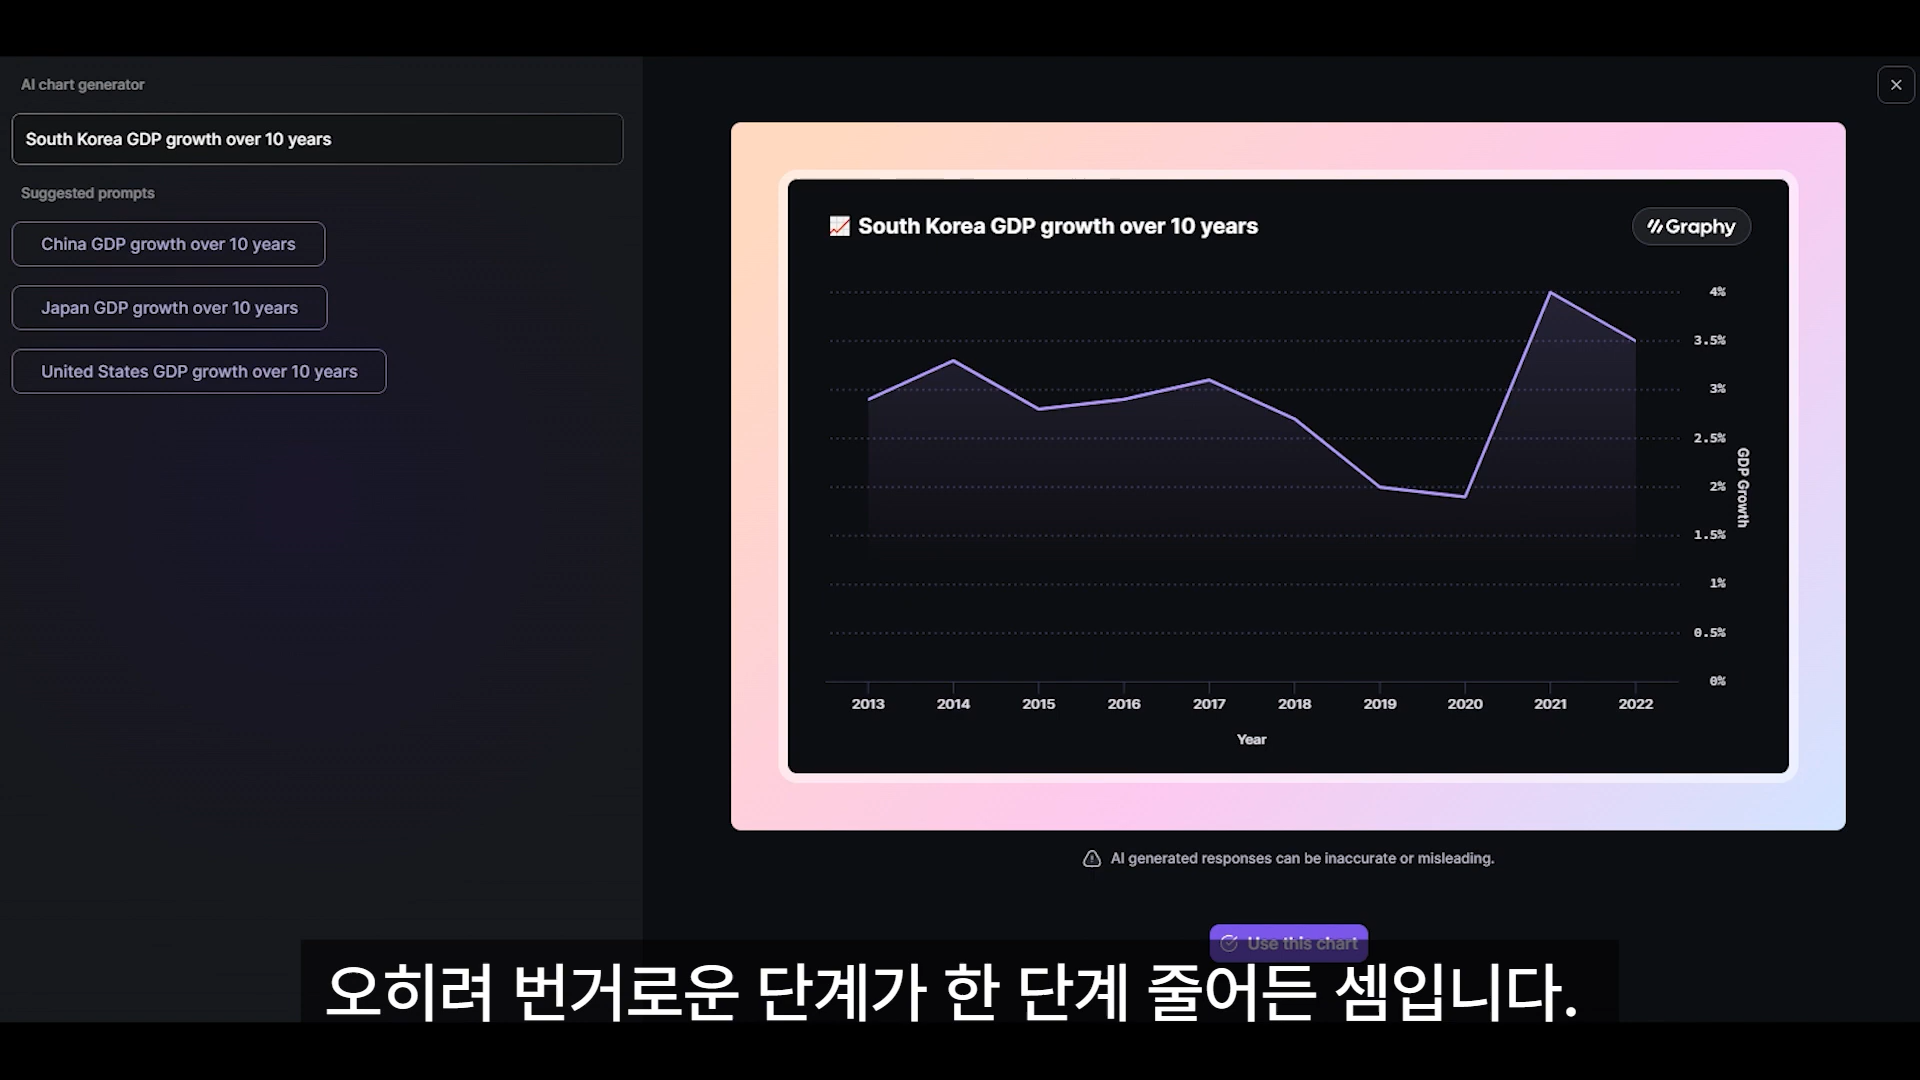 AI chart generator
South Korea GDP growth over 10 years
Suggested prompts
China GDP growth over 10 years
Japan GDP growth over 10 years
United States GDP growth over 10 years
South Korea GDP growth over 10 years
Graphy
4%
3.5%
3%
2.5%
2%
1.5%
1%
0.5%
0%
GDP Growth
2013 2014 2015 2016 2017 2018 2019 2020 2021 2022
Year
AI generated responses can be inaccurate or misleading.
Use this chart
오히려 번거로운 단계가 한 단계 줄어든 셈입니다.